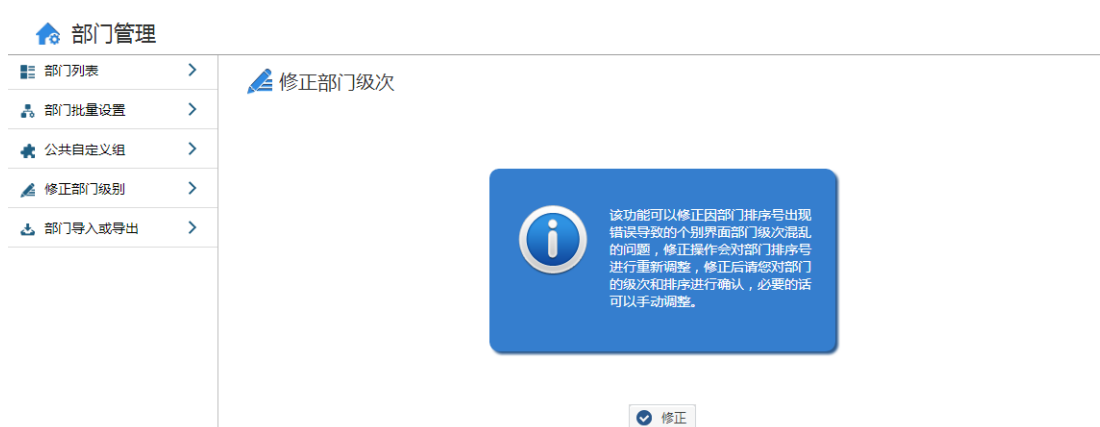 部门管理
部门列表
部门批量设置
公共自定义组
修正部门级别
部门导入或导出
修正部门级次
该功能可以修正因部门排序号出现
错误导致的个别界面部门级次混乱
的问题，修正操作会对部门排序号
进行重新调整，修正后请您对部门
的级次和排序进行确认，必要的话
可以手动调整。
修正